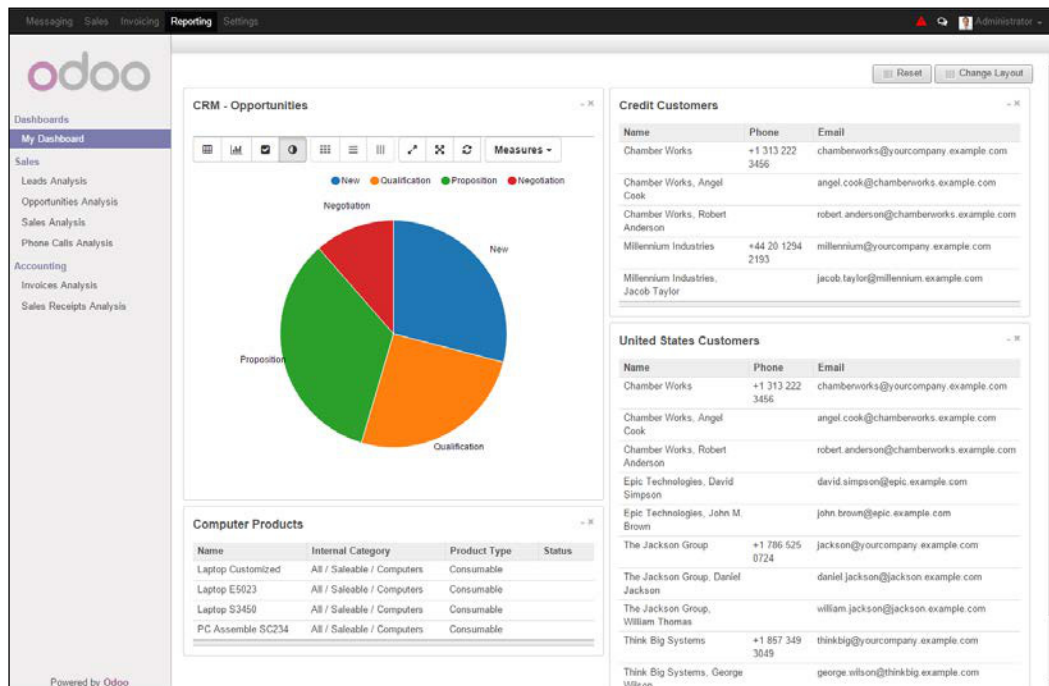 Messaging Sales Invoicing Reporting Settings Administrator
odoo
Dashboards
My Dashboard
Sales
Leads Analysis
Opportunities Analysis
Sales Analysis
Phone Calls Analysis
Accounting
Invoices Analysis
Sales Receipts Analysis
Powered by Odoo
Reset Change Layout
CRM - Opportunities
Measures
New Qualification Proposition Negotiation
Negotiation
New
Proposition
Qualification
Computer Products
Name Internal Category Product Type Status
Laptop Customized All / Saleable / Computers Consumable
Laptop E5023 All / Saleable / Computers Consumable
Laptop S3450 All / Saleable / Computers Consumable
PC Assemble SC234 All / Saleable / Computers Consumable
Credit Customers
Name Phone Email
Chamber Works +1 313 222 chamberworks@yourcompany.example.com
3456
Chamber Works, Angel angel.cook@chamberworks.example.com
Cook
Chamber Works, Robert robert.anderson@chamberworks.example.com
Anderson
Millennium Industries +44 20 1294 millennium@yourcompany.example.com
2193
Millennium Industries, jacob.taylor@millennium.example.com
Jacob Taylor
United States Customers
Name Phone Email
Chamber Works +1 313 222 chamberworks@yourcompany.example.com
3456
Chamber Works, Angel angel.cook@chamberworks.example.com
Cook
Chamber Works, Robert robert.anderson@chamberworks.example.com
Anderson
Epic Technologies, David david.simpson@epic.example.com
Simpson
Epic Technologies, John M. john.brown@epic.example.com
Brown
The Jackson Group +1 786 525 jackson@yourcompany.example.com
0724
The Jackson Group, Daniel daniel.jackson@jackson.example.com
Jackson
The Jackson Group, william.jackson@jackson.example.com
William Thomas
Think Big Systems +1 857 349 thinkbig@yourcompany.example.com
3049
Think Big Systems, George george.wilson@thinkbig.example.com
Wilson